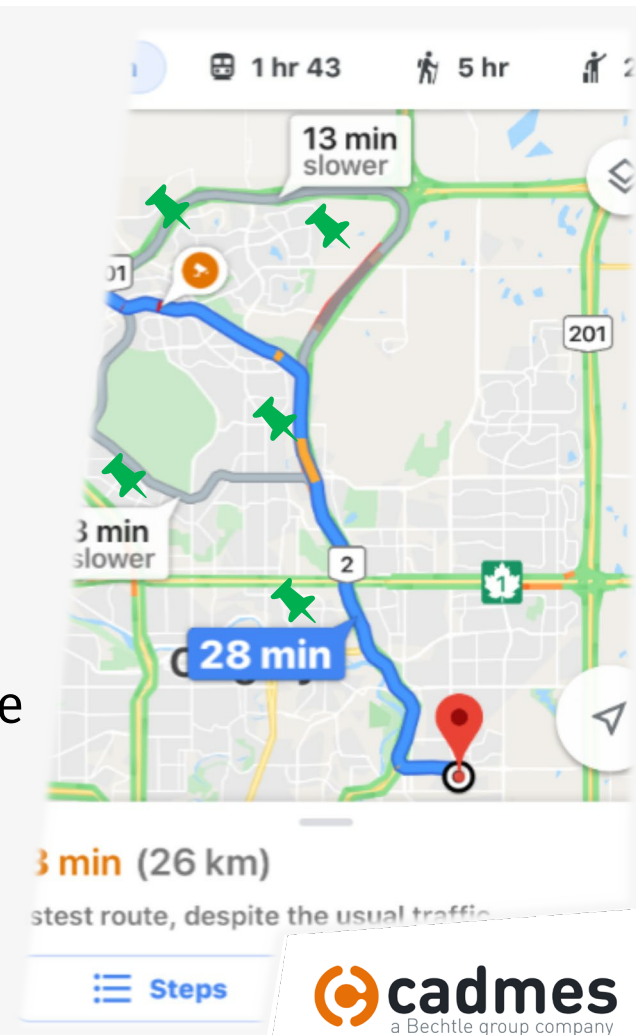 1 hr 43 5 hr 2
13 min
slower
01
201
3 min
slower
2
1
28 min
e
3 min (26 km)
stest route, despite the usual traffic
Steps
cadmes
a Bechtle group company